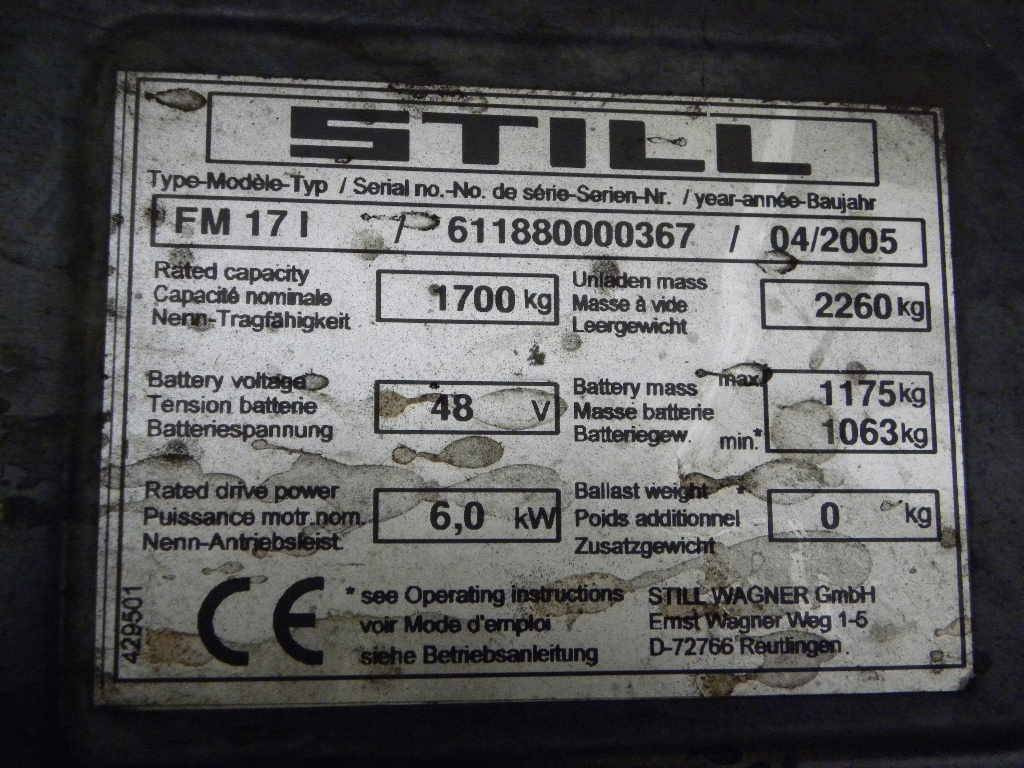 STILL
Type-Modèle-Typ / Serial no.-No. de série-Serien-Nr. / year-année-Baujahr
FM 17 I / 611880000367 / 04/2005
Rated capacity
Capacité nominale
Nenn-Tragfähigkeit
1700 kg
Unladen mass
Masse à vide
Leergewicht
2260 kg
Battery voltage
Tension batterie
Batteriespannung
48 V
Battery mass
Masse batterie
Batteriegew.
max. 1175 kg
min.* 1063 kg
Rated drive power
Puissance motr.nom.
Nenn-Antriebsleist.
6,0 kW
Ballast weight *
Poids additionnel
Zusatzgewicht
0 kg
429501
CE
* see Operating instructions
voir Mode d'emploi
siehe Betriebsanleitung
STILL WAGNER GmbH
Ernst Wagner Weg 1-5
D-72766 Reutlingen